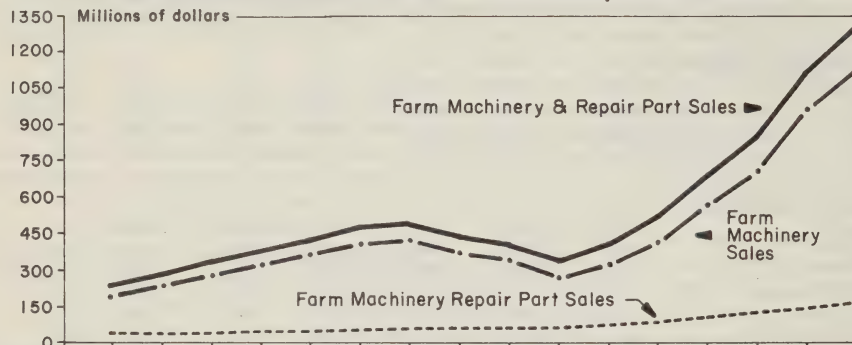 Millions of dollars
1350
1200
1050
900
750
600
450
300
150
0
Farm Machinery & Repair Part Sales
Farm
Machinery
Sales
Farm Machinery Repair Part Sales